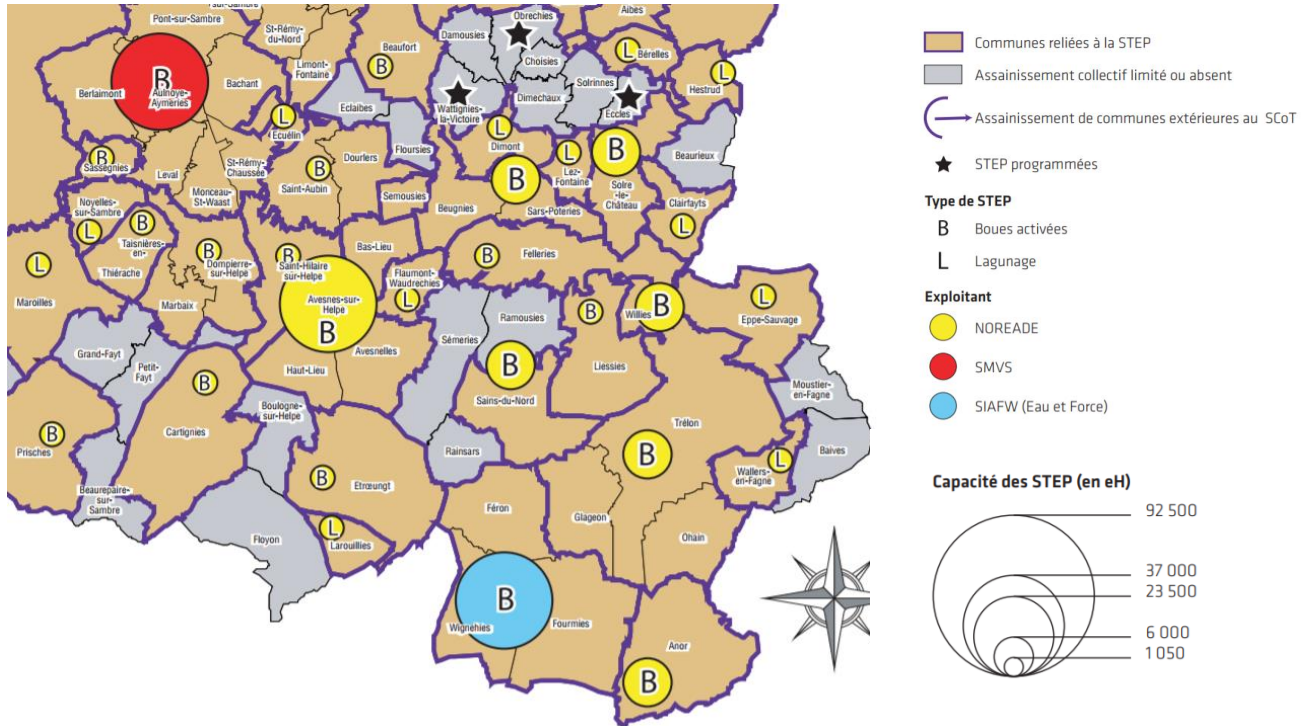 sur-Sambre
Pont-sur-Sambre
St-Rémy-
du-Nord
Limont-
Fontaine
Beaufort
B
Damousies
Obrechies
Choisies
Aibes
L
Bérelles
Solrinnes
Hestrud
L
B
Berlaimont
Aulnoye-
Aymeries
Bachant
Eclaibes
Wattignies-
la-Victoire
Dimechaux
Eccles
L
Ecuélin
Floursies
L
Dimont
B
Beaurieux
B
Sassegnies
Leval
St-Rémy-
Chaussée
B
Saint-Aubin
Dourlers
L
Lez-
Fontaine
B
Solre
-le-
Château
Monceau-
St-Waast
Semousies
Beugnies
Sars-Poteries
Clairfayts
L
Noyelles-
sur-Sambre
L
B
Taisnières-
en-
Thiérache
B
Dompierre-
sur-Helpe
B
Saint-Hilaire
sur-Helpe
Bas-Lieu
B
Felleries
L
Maroilles
Marbaix
Avesnes-sur-
Helpe
B
Flaumont-
Waudrechies
L
B
Willies
B
L
Eppe-Sauvage
Ramousies
Sémeries
Grand-Fayt
Petit-
Fayt
Haut-Lieu
Avesnelles
B
Liessies
Moustier-
en-Fagne
B
Cartignies
Boulogne-
sur-Helpe
Sains-du-Nord
Trélon
B
Prisches
Rainsars
B
Wallers-
en-Fagne
L
Baives
B
Etrœungt
Beaurepaire-
sur-
Sambre
Féron
Glageon
Ohain
Floyon
L
Larouillies
B
Wignehies
Fourmies
Anor
B
Communes reliées à la STEP
Assainissement collectif limité ou absent
Assainissement de communes extérieures au SCoT
STEP programmées
Type de STEP
B Boues activées
L Lagunage
Exploitant
NOREADE
SMVS
SIAFW (Eau et Force)
Capacité des STEP (en eH)
92 500
37 000
23 500
6 000
1 050